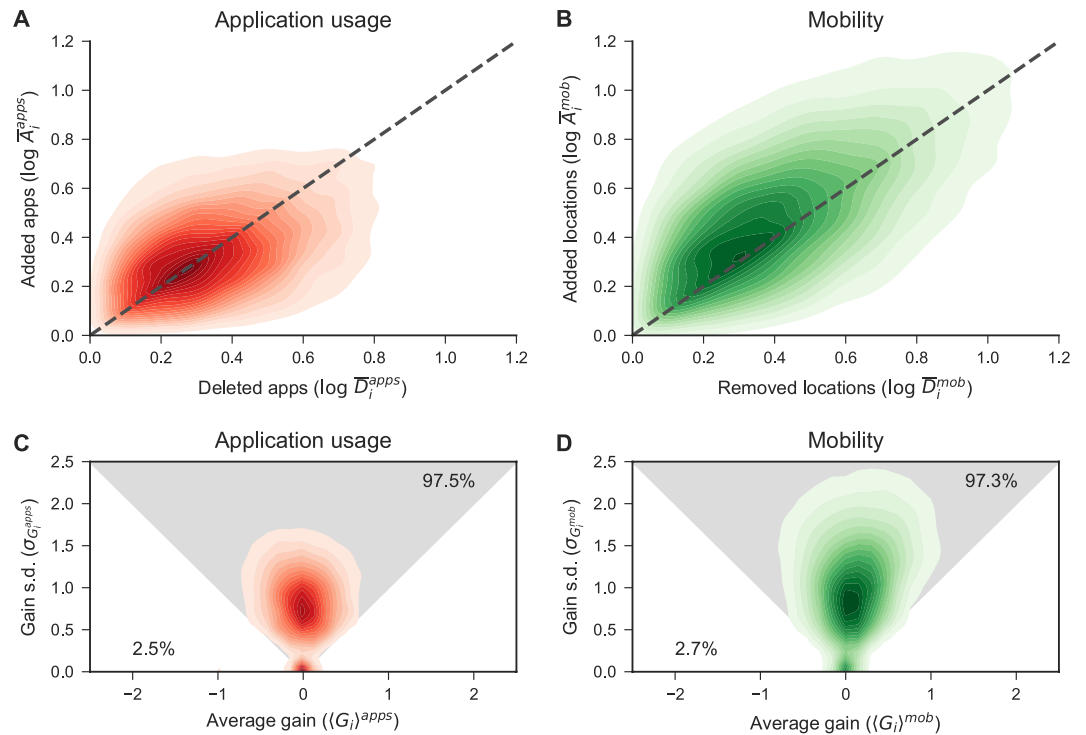 A Application usage
1.2
1.0
0.8
0.6
0.4
0.2
0.0
Added apps (log A̅ᵢᵃᵖᵖˢ)
0.0 0.2 0.4 0.6 0.8 1.0 1.2
Deleted apps (log D̅ᵢᵃᵖᵖˢ)
B Mobility
1.2
1.0
0.8
0.6
0.4
0.2
0.0
Added locations (log A̅ᵢᵐᵒᵇ)
0.0 0.2 0.4 0.6 0.8 1.0 1.2
Removed locations (log D̅ᵢᵐᵒᵇ)
C Application usage
2.5
2.0
1.5
1.0
0.5
0.0
Gain s.d. (σ_{Gᵢᵃᵖᵖˢ})
97.5%
2.5%
−2 −1 0 1 2
Average gain (⟨Gᵢ⟩ᵃᵖᵖˢ)
D Mobility
2.5
2.0
1.5
1.0
0.5
0.0
Gain s.d. (σ_{Gᵢᵐᵒᵇ})
97.3%
2.7%
−2 −1 0 1 2
Average gain (⟨Gᵢ⟩ᵐᵒᵇ)